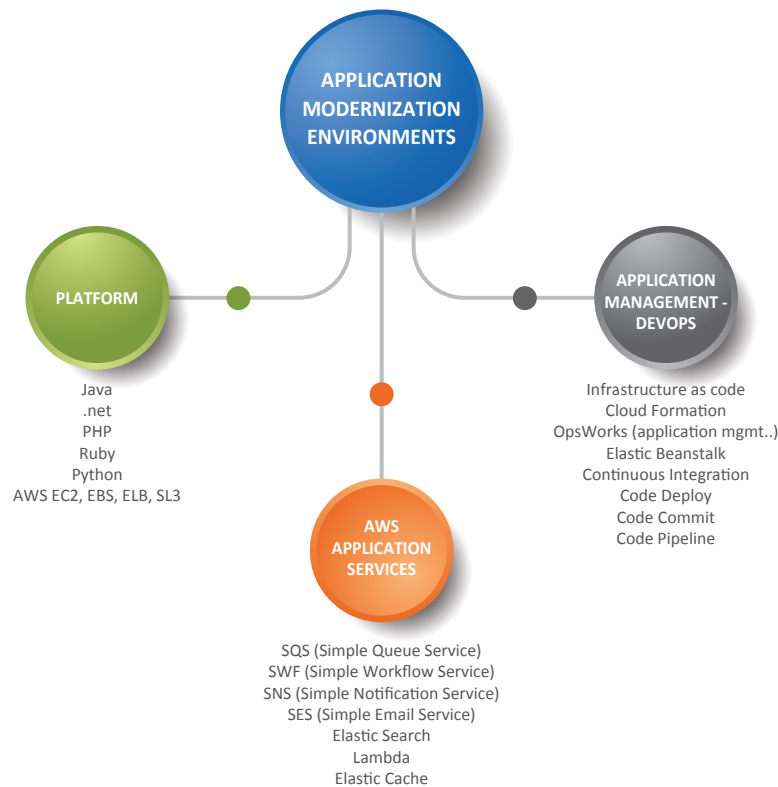 APPLICATION
MODERNIZATION
ENVIRONMENTS
PLATFORM
Java
.net
PHP
Ruby
Python
AWS EC2, EBS, ELB, SL3
AWS
APPLICATION
SERVICES
SQS (Simple Queue Service)
SWF (Simple Workflow Service)
SNS (Simple Notification Service)
SES (Simple Email Service)
Elastic Search
Lambda
Elastic Cache
APPLICATION
MANAGEMENT -
DEVOPS
Infrastructure as code
Cloud Formation
OpsWorks (application mgmt..)
Elastic Beanstalk
Continuous Integration
Code Deploy
Code Commit
Code Pipeline